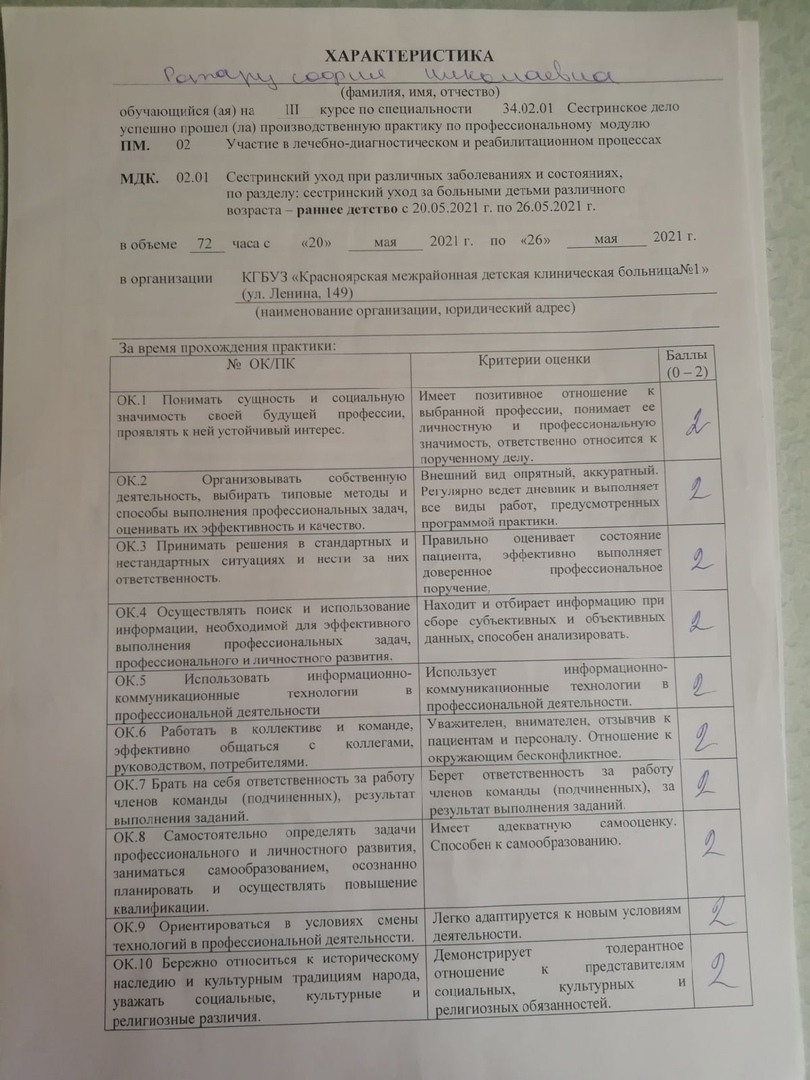 ХАРАКТЕРИСТИКА
Ротару София Николаевна
(фамилия, имя, отчество)
обучающийся (ая) на III курсе по специальности 34.02.01 Сестринское дело
успешно прошел (ла) производственную практику по профессиональному модулю
ПМ. 02 Участие в лечебно-диагностическом и реабилитационном процессах
МДК. 02.01 Сестринский уход при различных заболеваниях и состояниях,
по разделу: сестринский уход за больными детьми различного
возраста – раннее детство с 20.05.2021 г. по 26.05.2021 г.
в объеме 72 часа с «20» мая 2021 г. по «26» мая 2021 г.
в организации КГБУЗ «Красноярская межрайонная детская клиническая больница№1»
(ул. Ленина, 149)
(наименование организации, юридический адрес)
За время прохождения практики:
№ ОК/ПК
Критерии оценки
Баллы
(0 – 2)
ОК.1 Понимать сущность и социальную
значимость своей будущей профессии,
проявлять к ней устойчивый интерес.
Имеет позитивное отношение к
выбранной профессии, понимает ее
личностную и профессиональную
значимость, ответственно относится к
порученному делу.
2
ОК.2 Организовывать собственную
деятельность, выбирать типовые методы и
способы выполнения профессиональных задач,
оценивать их эффективность и качество.
Внешний вид опрятный, аккуратный.
Регулярно ведет дневник и выполняет
все виды работ, предусмотренных
программой практики.
2
ОК.3 Принимать решения в стандартных и
нестандартных ситуациях и нести за них
ответственность.
Правильно оценивает состояние
пациента, эффективно выполняет
доверенное профессиональное
поручение,
2
ОК.4 Осуществлять поиск и использование
информации, необходимой для эффективного
выполнения профессиональных задач,
профессионального и личностного развития.
Находит и отбирает информацию при
сборе субъективных и объективных
данных, способен анализировать.
2
ОК.5 Использовать информационно-
коммуникационные технологии в
профессиональной деятельности
Использует информационно-
коммуникационные технологии в
профессиональной деятельности.
2
ОК.6 Работать в коллективе и команде,
эффективно общаться с коллегами,
руководством, потребителями.
Уважителен, внимателен, отзывчив к
пациентам и персоналу. Отношение к
окружающим бесконфликтное.
2
ОК.7 Брать на себя ответственность за работу
членов команды (подчиненных), результат
выполнения заданий.
Берет ответственность за работу
членов команды (подчиненных), за
результат выполнения заданий.
2
ОК.8 Самостоятельно определять задачи
профессионального и личностного развития,
заниматься самообразованием, осознанно
планировать и осуществлять повышение
квалификации.
Имеет адекватную самооценку.
Способен к самообразованию.
2
ОК.9 Ориентироваться в условиях смены
технологий в профессиональной деятельности.
Легко адаптируется к новым условиям
деятельности.
2
ОК.10 Бережно относиться к историческому
наследию и культурным традициям народа,
уважать социальные, культурные и
религиозные различия.
Демонстрирует толерантное
отношение к представителям
социальных, культурных и
религиозных обязанностей.
2